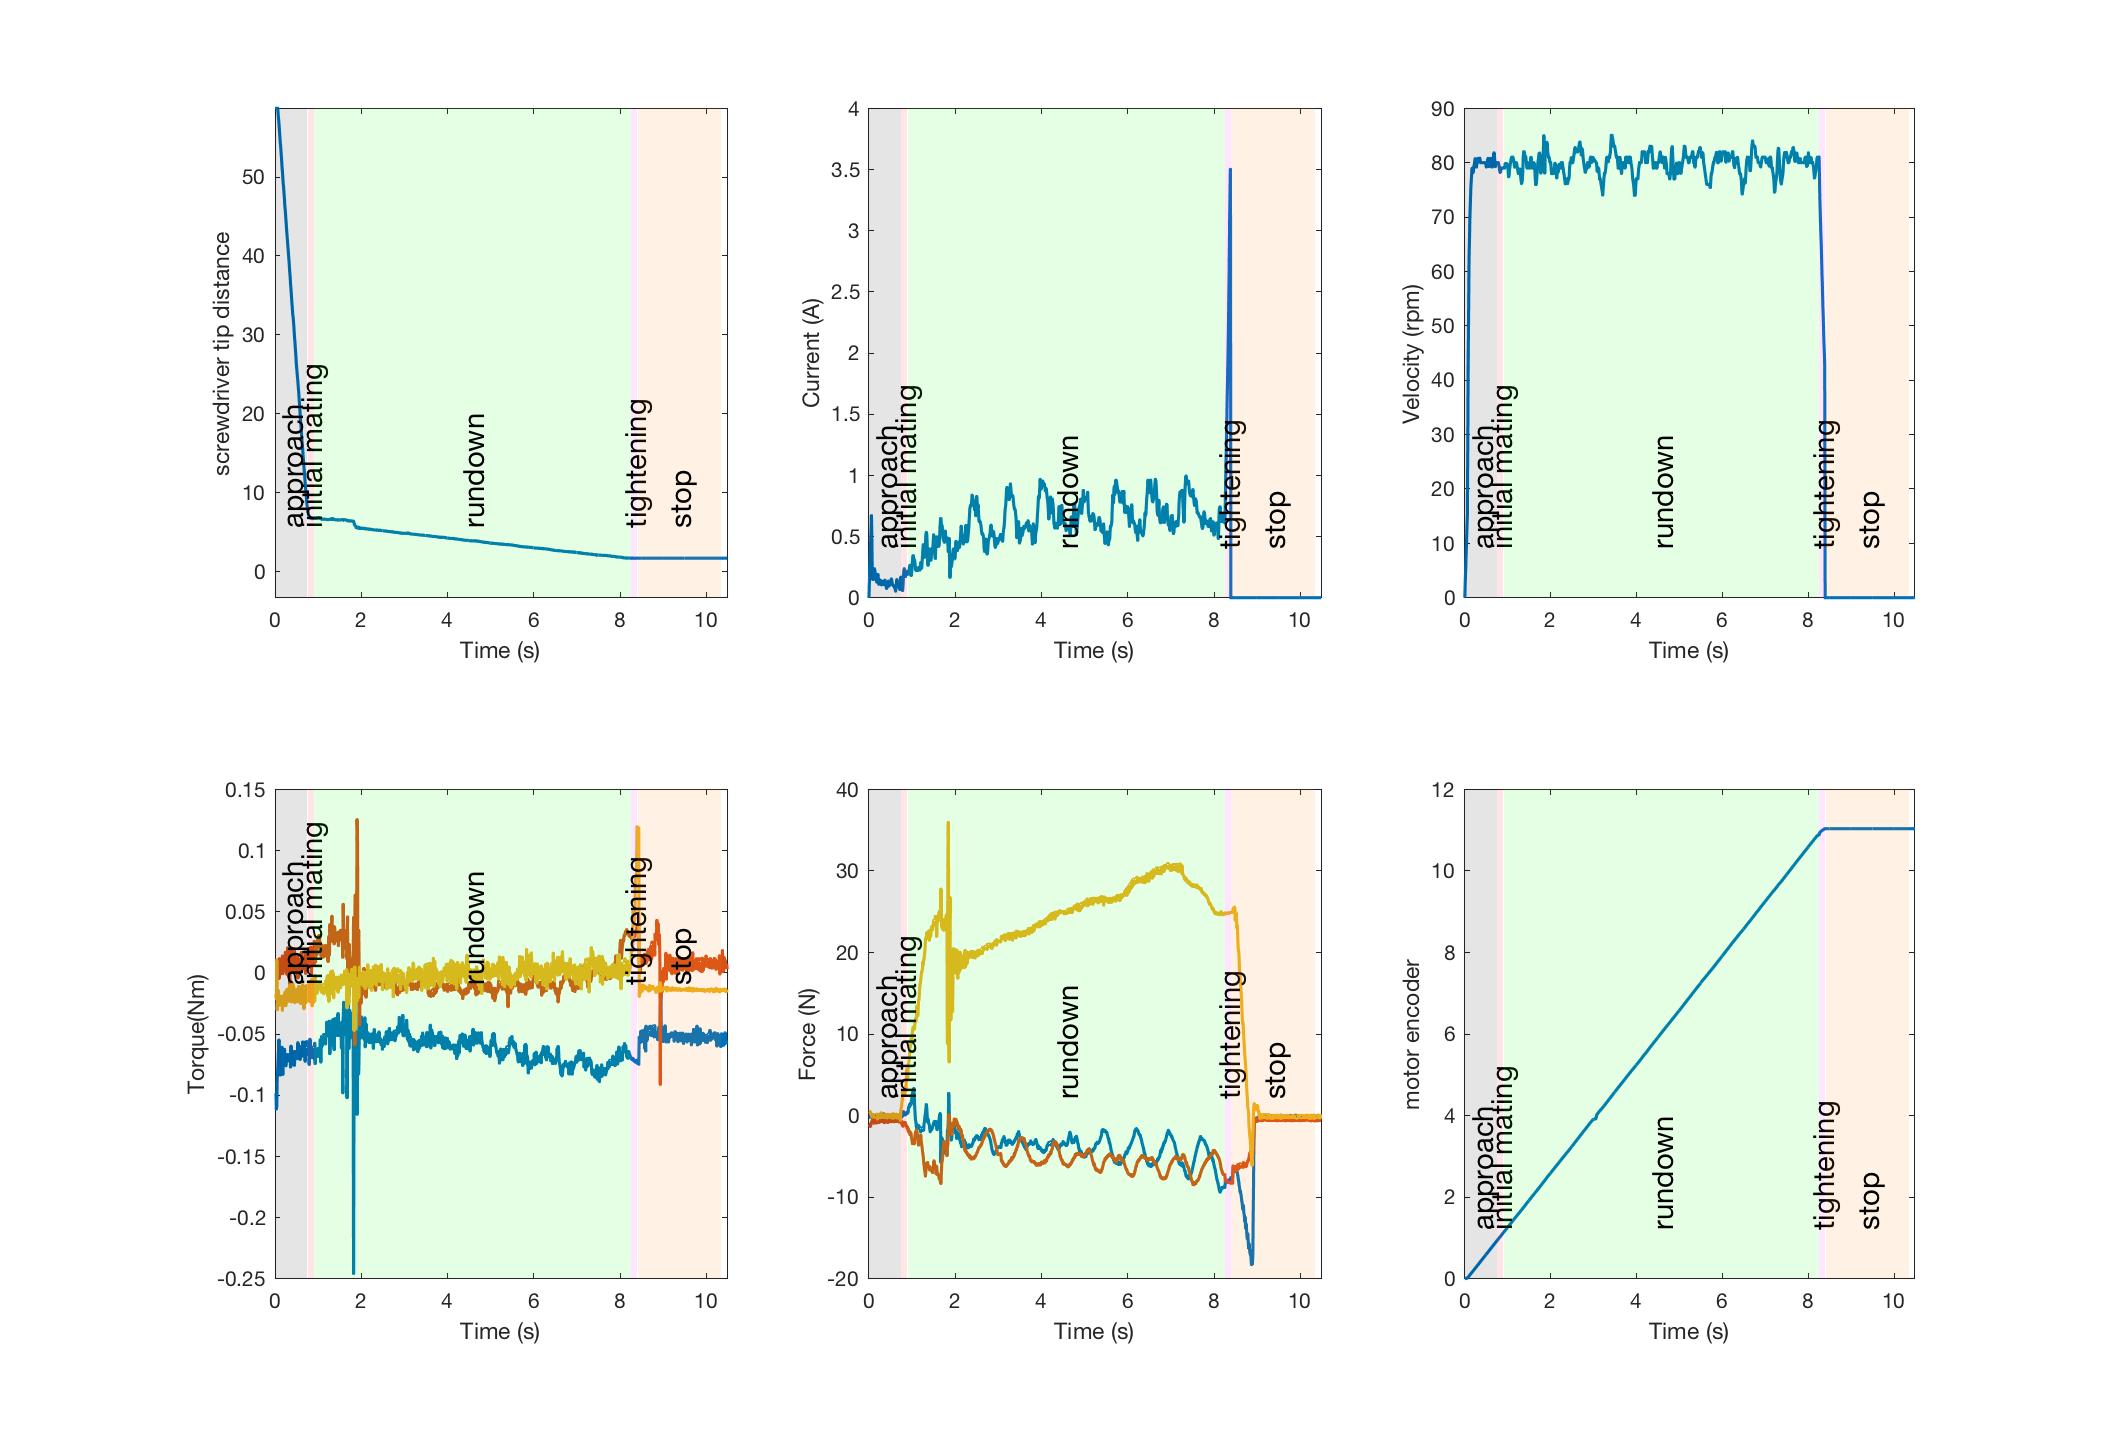 50
40
30
20
10
0
screwdriver tip distance
approach
initial mating
rundown
tightening
stop
0 2 4 6 8 10
Time (s)
4
3.5
3
2.5
2
1.5
1
0.5
0
Current (A)
approach
initial mating
rundown
tightening
stop
0 2 4 6 8 10
Time (s)
90
80
70
60
50
40
30
20
10
0
Velocity (rpm)
approach
initial mating
rundown
tightening
stop
0 2 4 6 8 10
Time (s)
0.15
0.1
0.05
0
-0.05
-0.1
-0.15
-0.2
-0.25
Torque(Nm)
approach
initial mating
rundown
tightening
stop
0 2 4 6 8 10
Time (s)
40
30
20
10
0
-10
-20
Force (N)
approach
initial mating
rundown
tightening
stop
0 2 4 6 8 10
Time (s)
12
10
8
6
4
2
0
motor encoder
approach
initial mating
rundown
tightening
stop
0 2 4 6 8 10
Time (s)